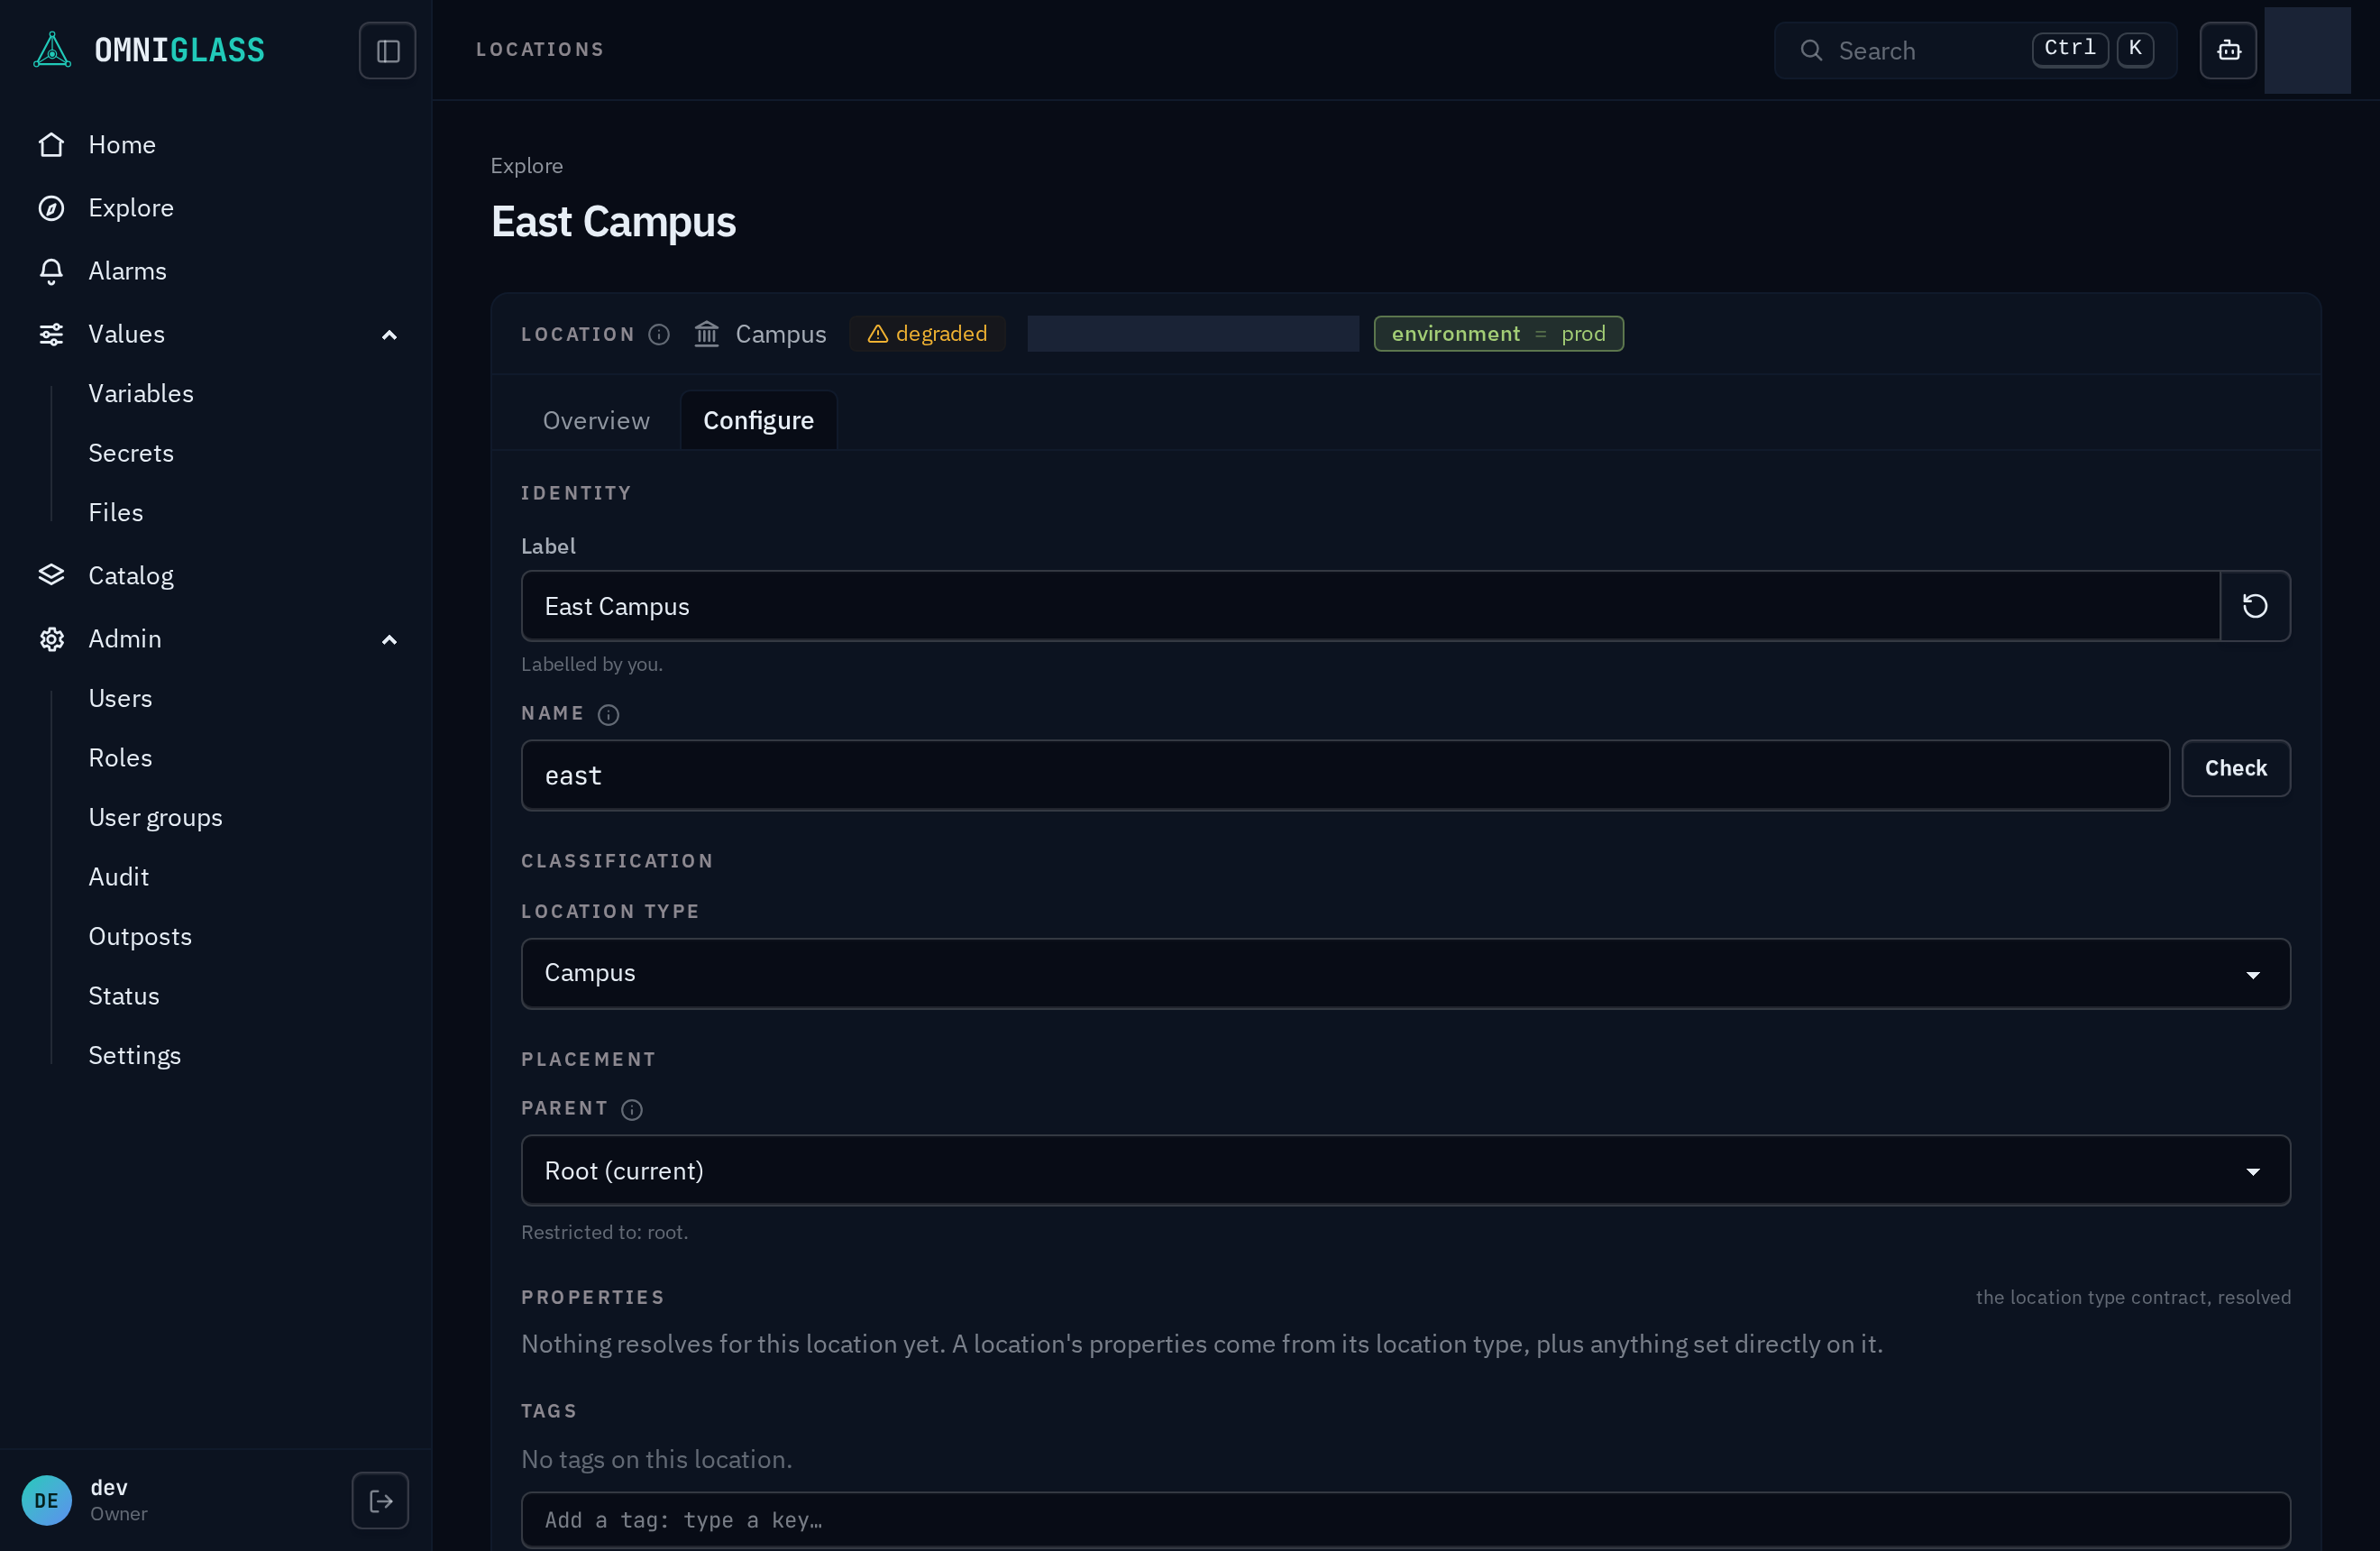 OMNIGLASS
LOCATIONS
Search
Ctrl K
Home
Explore
Alarms
Values
Variables
Secrets
Files
Catalog
Admin
Users
Roles
User groups
Audit
Outposts
Status
Settings
DE
dev
Owner
Explore
East Campus
LOCATION Campus degraded environment = prod
Overview Configure
IDENTITY
Label
East Campus
Labelled by you.
NAME
east
Check
CLASSIFICATION
LOCATION TYPE
Campus
PLACEMENT
PARENT
Root (current)
Restricted to: root.
PROPERTIES the location type contract, resolved
Nothing resolves for this location yet. A location's properties come from its location type, plus anything set directly on it.
TAGS
No tags on this location.
Add a tag: type a key…